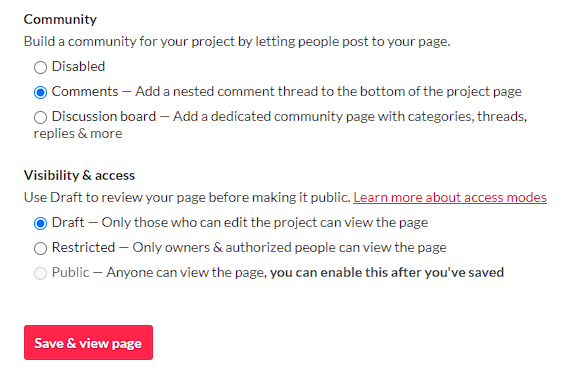 Community
Build a community for your project by letting people post to your page.
Disabled
Comments — Add a nested comment thread to the bottom of the project page
Discussion board — Add a dedicated community page with categories, threads,
replies & more
Visibility & access
Use Draft to review your page before making it public. Learn more about access modes
Draft — Only those who can edit the project can view the page
Restricted — Only owners & authorized people can view the page
Public — Anyone can view the page, you can enable this after you've saved
Save & view page